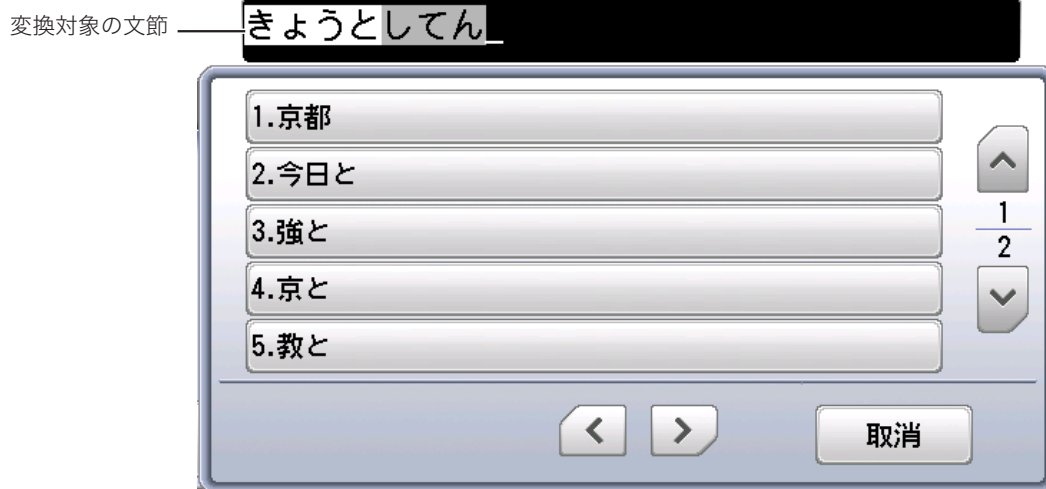 変換対象の文節
きょうとしてん_
1.京都
2.今日と
3.強と
4.京と
5.教と
1
2
取消